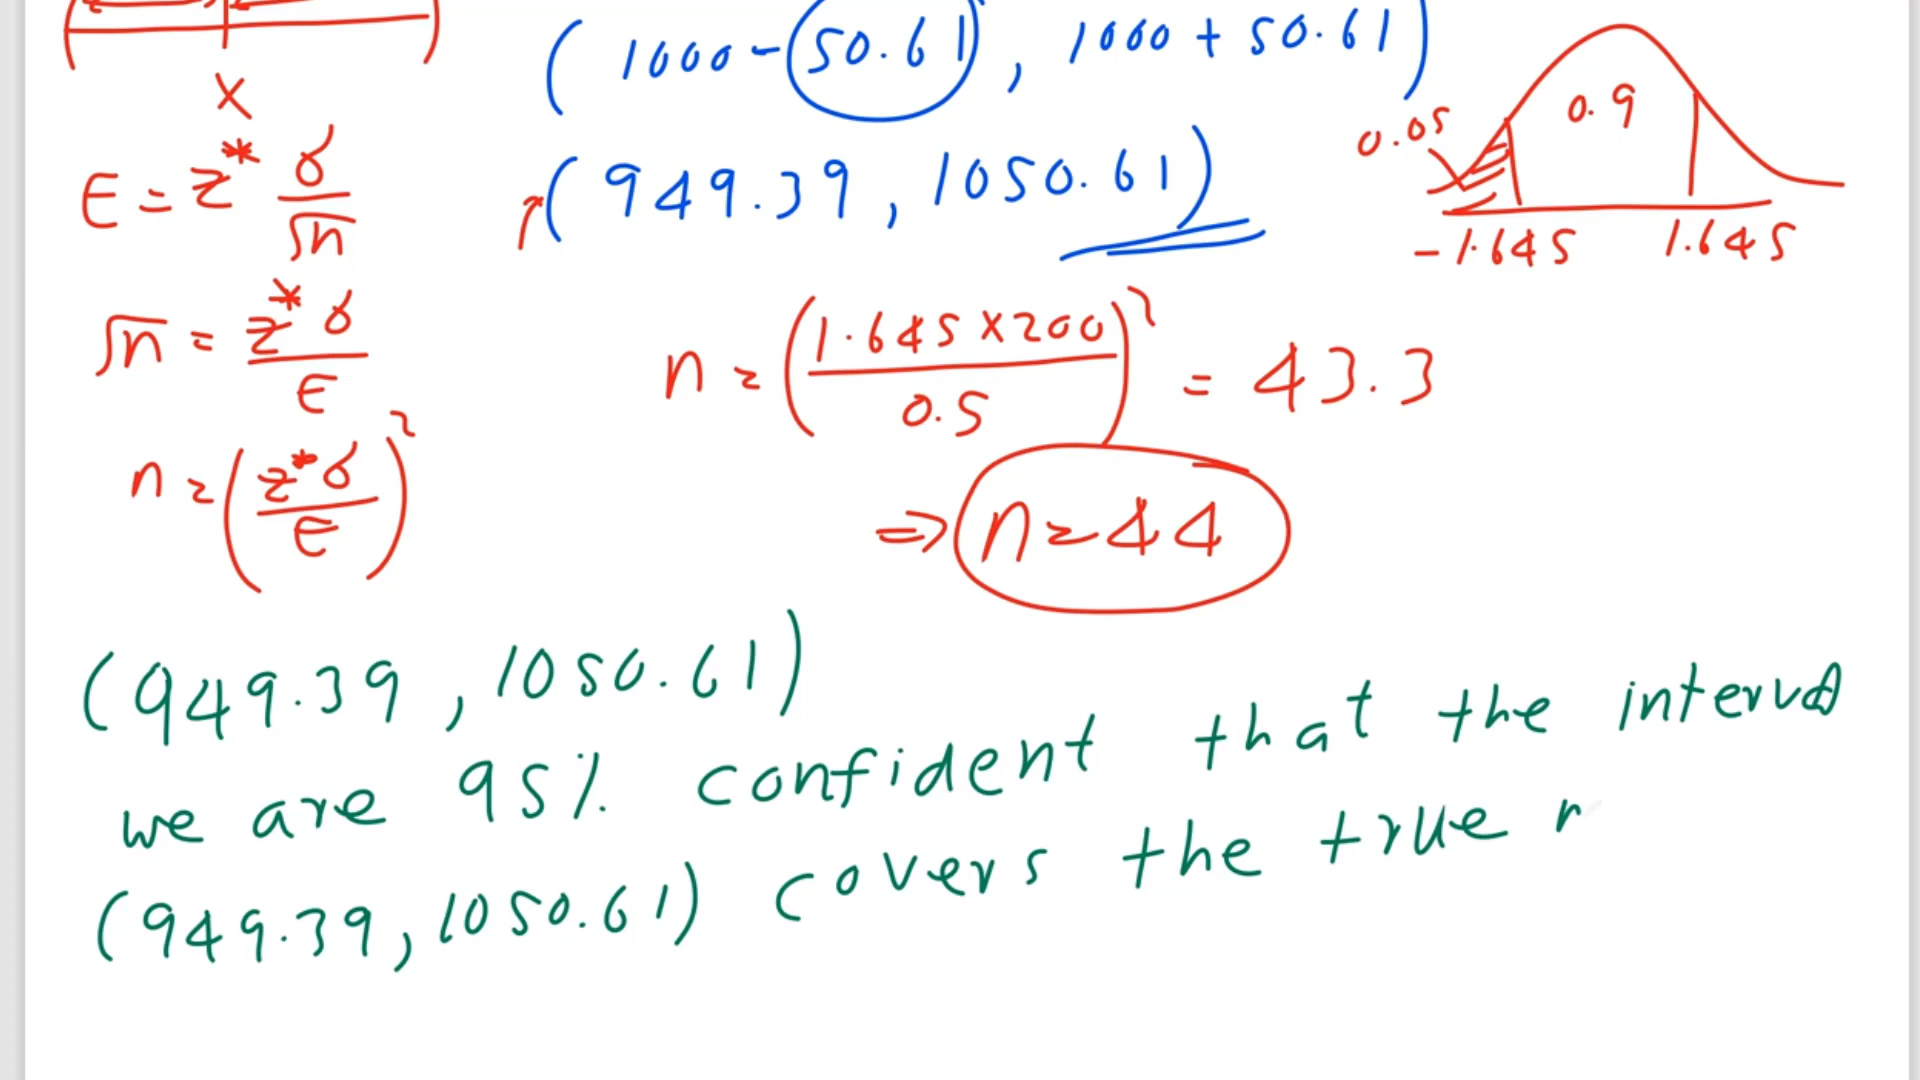 x̄
(1000-50.61, 1000+50.61)
(949.39, 1050.61)
0.05
0.9
-1.645
1.645
E = z* σ/√n
√n = z*σ/E
n = (z*σ/E)²
n = (1.645×200/0.5)² = 43.3
⇒ n=44
(949.39, 1050.61)
we are 95% confident that the interval
(949.39, 1050.61) covers the true